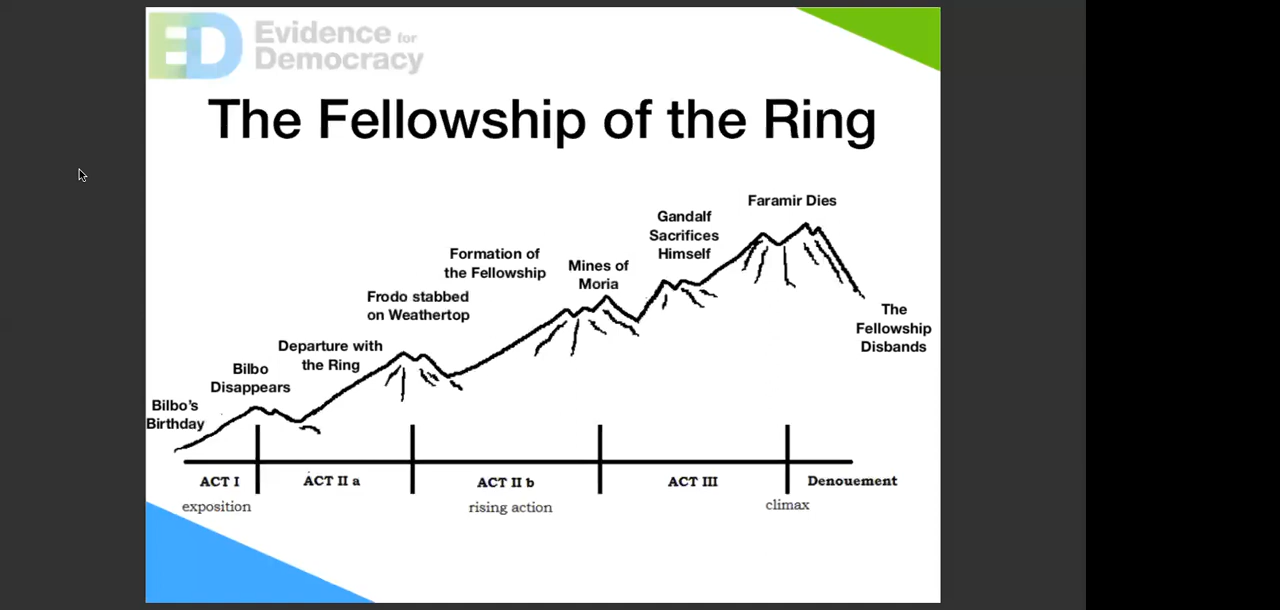 ED Evidence for
Democracy
The Fellowship of the Ring
Faramir Dies
Gandalf
Sacrifices
Himself
Formation of
the Fellowship
Mines of
Moria
Frodo stabbed
on Weathertop
The
Fellowship
Disbands
Departure with
the Ring
Bilbo
Disappears
Bilbo's
Birthday
ACT I
ACT II a
ACT II b
ACT III
Denouement
exposition
rising action
climax